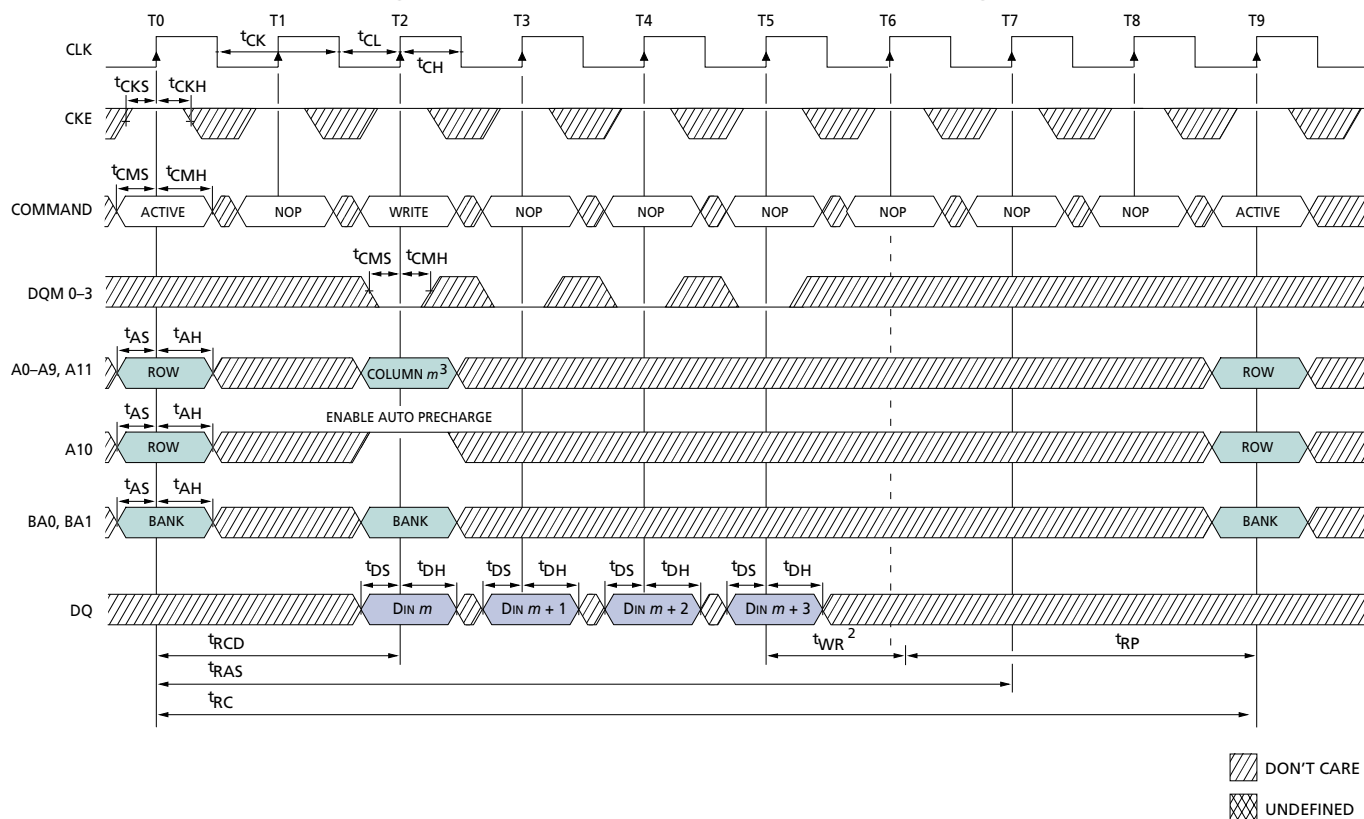 T0 T1 T2 T3 T4 T5 T6 T7 T8 T9
CLK tCK tCL tCH
tCKS tCKH
CKE
tCMS tCMH
COMMAND ACTIVE NOP WRITE NOP NOP NOP NOP NOP NOP ACTIVE
tCMS tCMH
DQM 0–3
tAS tAH
A0–A9, A11 ROW COLUMN m3 ROW
ENABLE AUTO PRECHARGE
tAS tAH
A10 ROW ROW
tAS tAH
BA0, BA1 BANK BANK BANK
tDS tDH tDS tDH tDS tDH tDS tDH
DQ DIN m DIN m + 1 DIN m + 2 DIN m + 3
tRCD tWR 2 tRP
tRAS
tRC
DON'T CARE
UNDEFINED